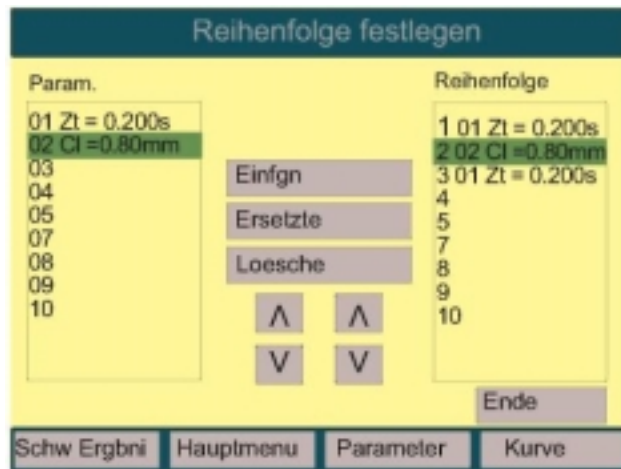 Reihenfolge festlegen
Param.
01 Zt = 0.200s
02 Cl =0.80mm
03
04
05
07
08
09
10
Einfgn
Ersetzte
Loesche
Λ Λ
V V
Reihenfolge
1 01 Zt = 0.200s
2 02 Cl =0.80mm
3 01 Zt = 0.200s
4
5
7
8
9
10
Ende
Schw Ergbni Hauptmenu Parameter Kurve